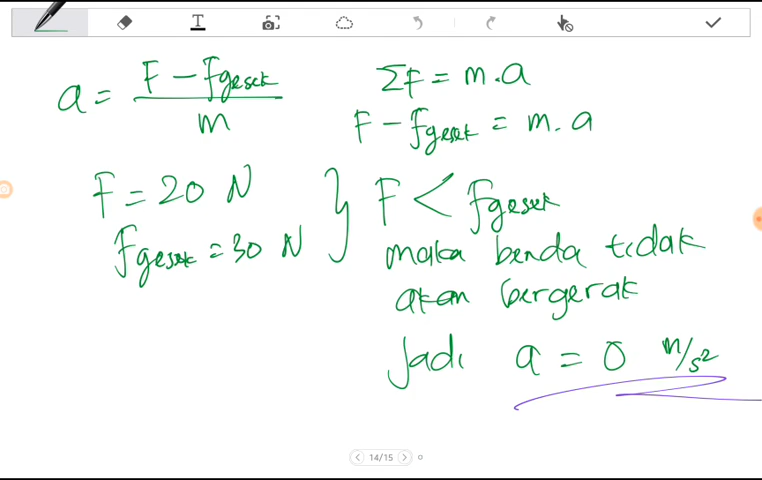 T
a = F - fgesek / m
ΣF = m.a
F - fgesek = m.a
F = 20 N
fgesek = 30 N
} F < fgesek
maka benda tidak
akan bergerak
Jadi a = 0 m/s²
14/15